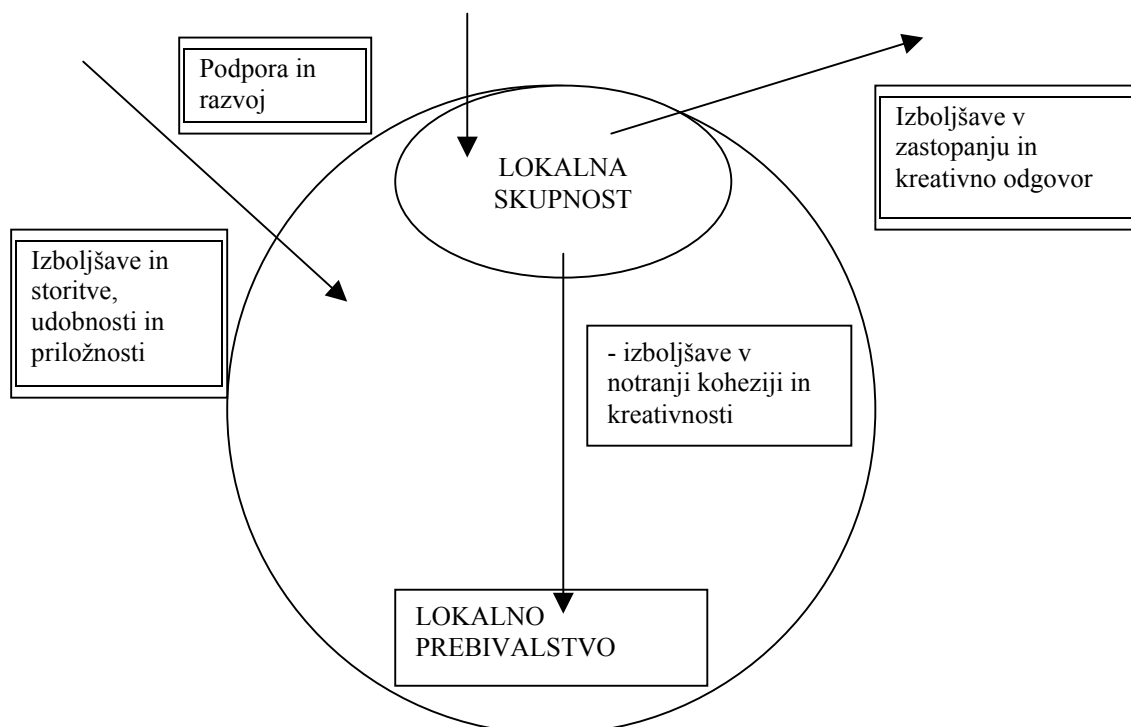 Podpora in
razvoj
Izboljšave v
zastopanju in
kreativno odgovor
LOKALNA
SKUPNOST
Izboljšave in
storitve,
udobnosti in
priložnosti
- izboljšave v
notranji koheziji in
kreativnosti
LOKALNO
PREBIVALSTVO